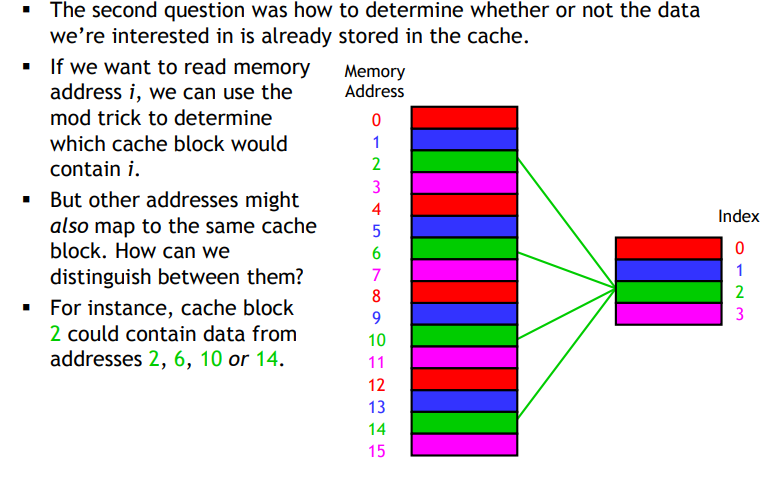 ▪ The second question was how to determine whether or not the data
we’re interested in is already stored in the cache.
▪ If we want to read memory
address i, we can use the
mod trick to determine
which cache block would
contain i.
▪ But other addresses might
also map to the same cache
block. How can we
distinguish between them?
▪ For instance, cache block
2 could contain data from
addresses 2, 6, 10 or 14.
Memory
Address
0
1
2
3
4
5
6
7
8
9
10
11
12
13
14
15
Index
0
1
2
3